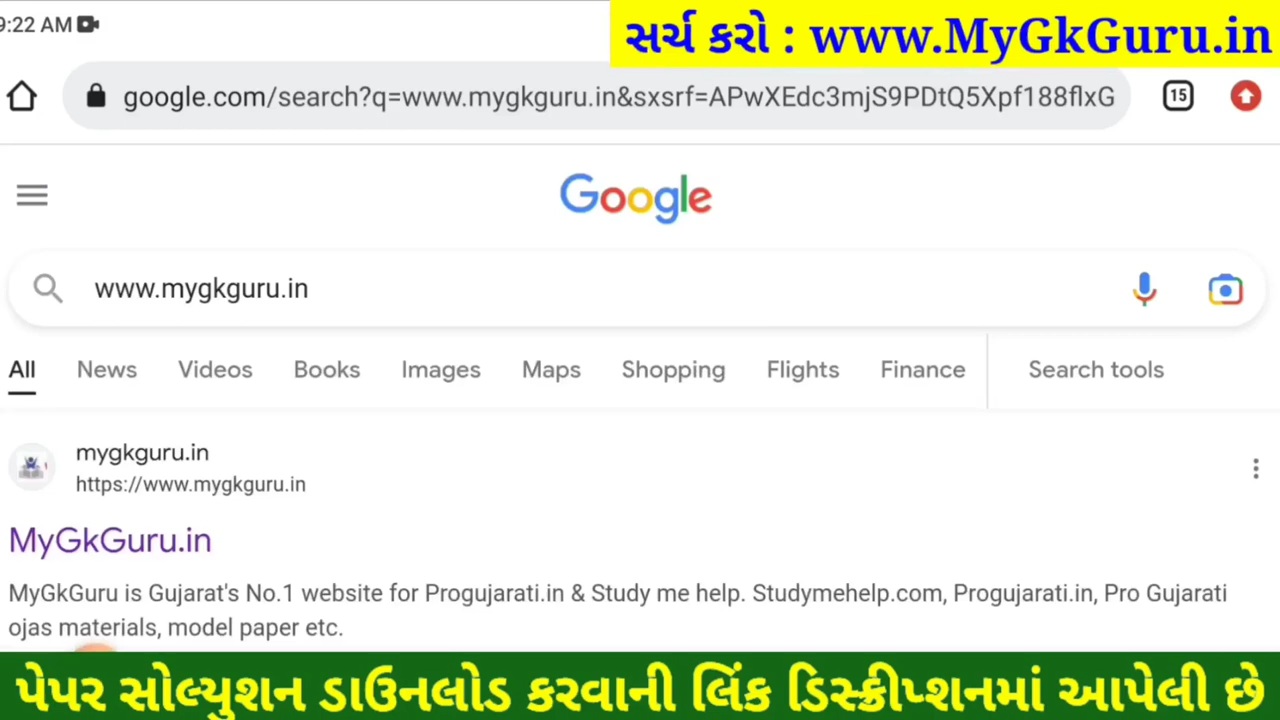 9:22 AM
સર્ચ કરો : www.MyGkGuru.in
google.com/search?q=www.mygkguru.in&sxsrf=APwXEdc3mjS9PDtQ5Xpf188flxG
15
Google
www.mygkguru.in
All News Videos Books Images Maps Shopping Flights Finance Search tools
mygkguru.in
https://www.mygkguru.in
MyGkGuru.in
MyGkGuru is Gujarat's No.1 website for Progujarati.in & Study me help. Studymehelp.com, Progujarati.in, Pro Gujarati
ojas materials, model paper etc.
પેપર સોલ્યુશન ડાઉનલોડ કરવાની લિંક ડિસ્ક્રીપ્શનમાં આપેલી છે